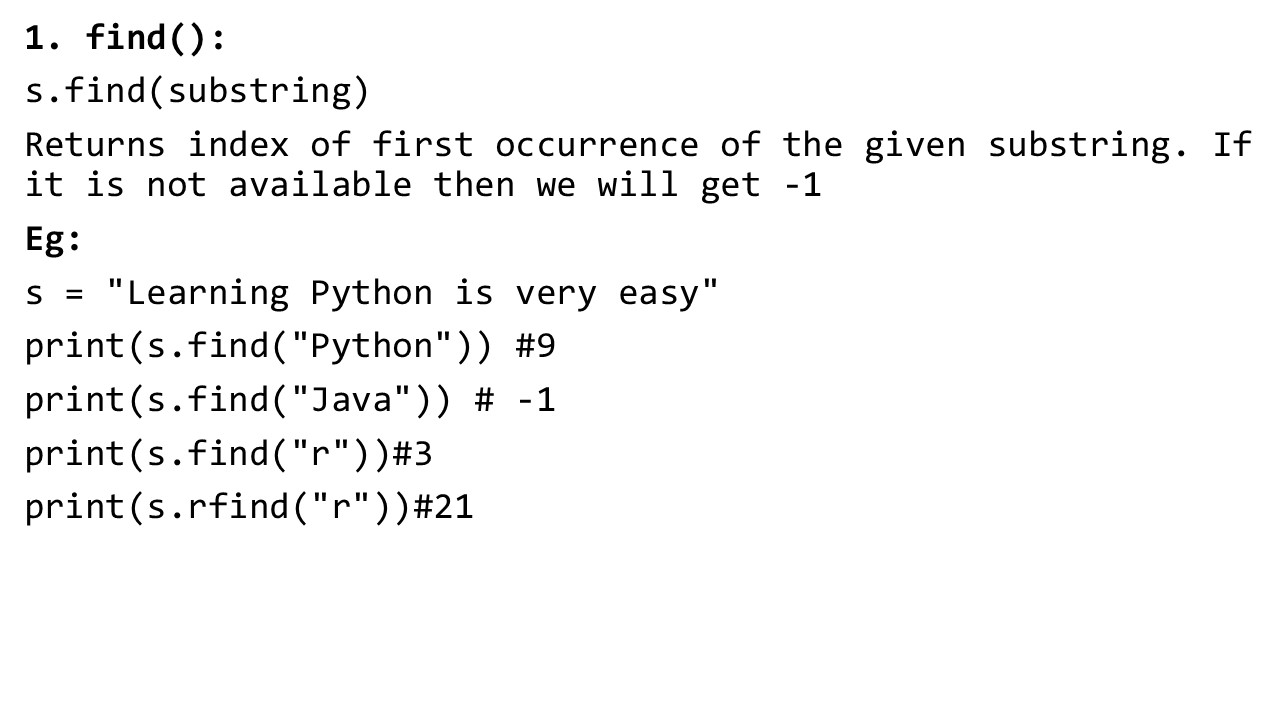 1. find():
s.find(substring)
Returns index of first occurrence of the given substring. If
it is not available then we will get -1
Eg:
s = "Learning Python is very easy"
print(s.find("Python")) #9
print(s.find("Java")) # -1
print(s.find("r"))#3
print(s.rfind("r"))#21